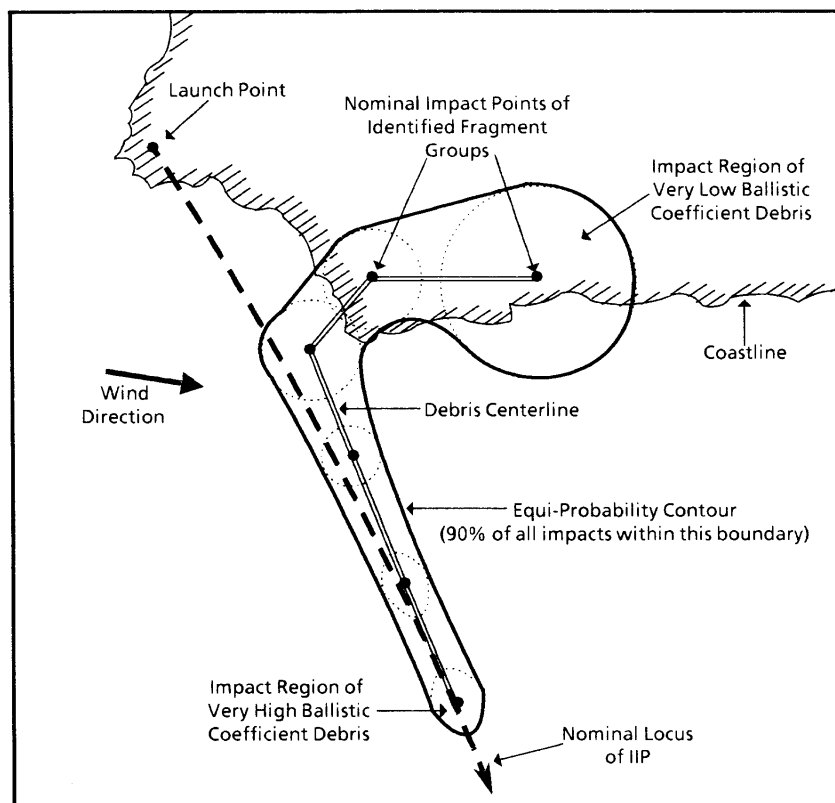 Launch Point
Nominal Impact Points of
Identified Fragment
Groups
Impact Region of
Very Low Ballistic
Coefficient Debris
Coastline
Wind
Direction
Debris Centerline
Equi-Probability Contour
(90% of all impacts within this boundary)
Impact Region of
Very High Ballistic
Coefficient Debris
Nominal Locus
of IIP